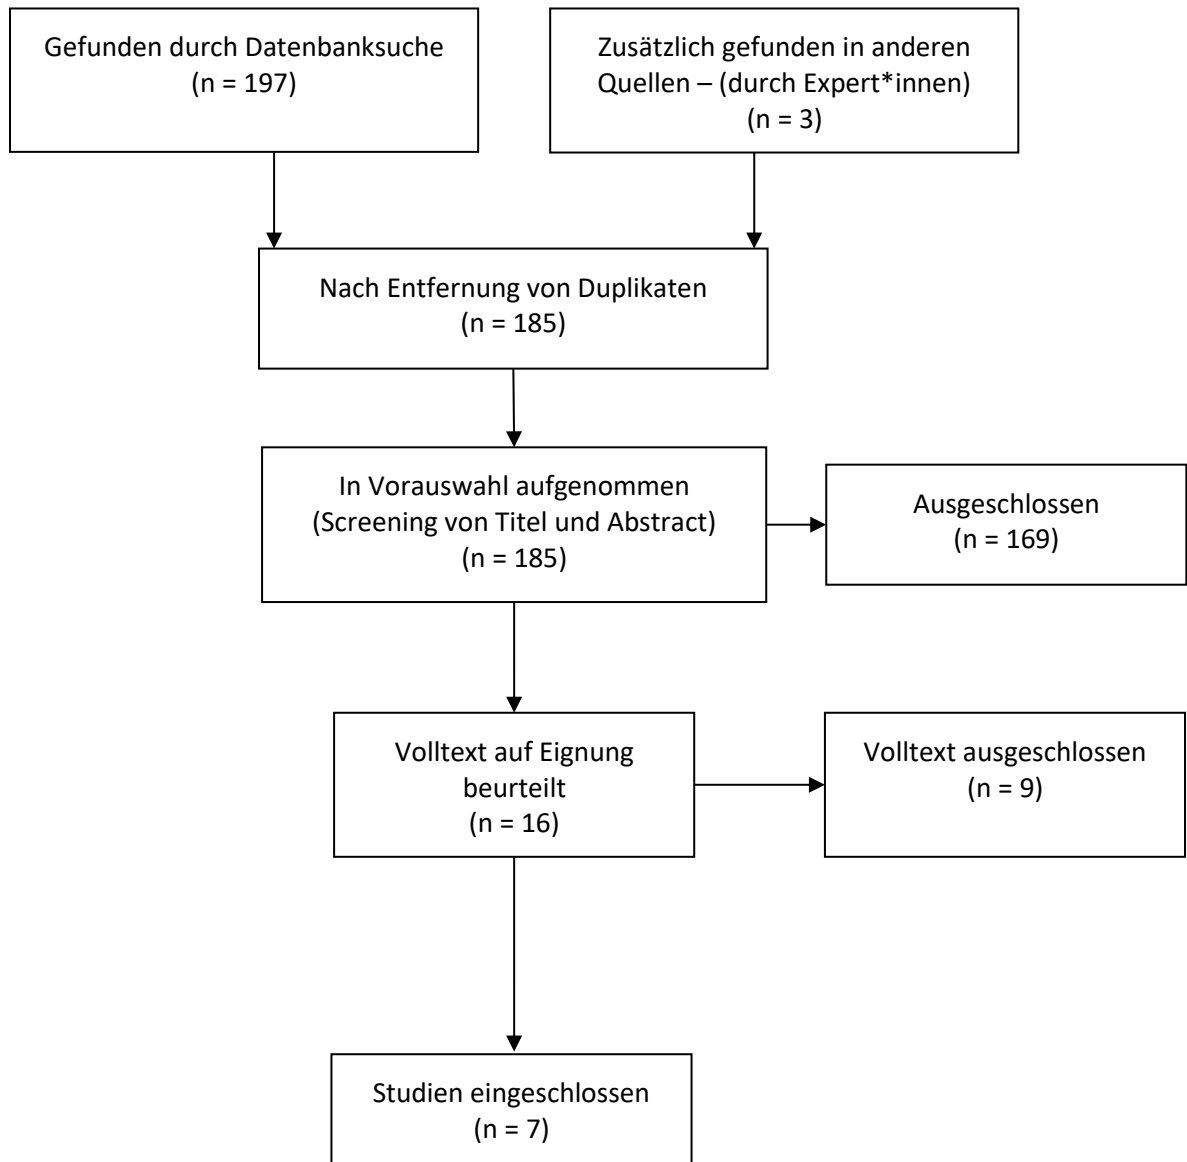 Gefunden durch Datenbanksuche
(n = 197)
Zusätzlich gefunden in anderen
Quellen – (durch Expert*innen)
(n = 3)
Nach Entfernung von Duplikaten
(n = 185)
In Vorauswahl aufgenommen
(Screening von Titel und Abstract)
(n = 185)
Ausgeschlossen
(n = 169)
Volltext auf Eignung
beurteilt
(n = 16)
Volltext ausgeschlossen
(n = 9)
Studien eingeschlossen
(n = 7)